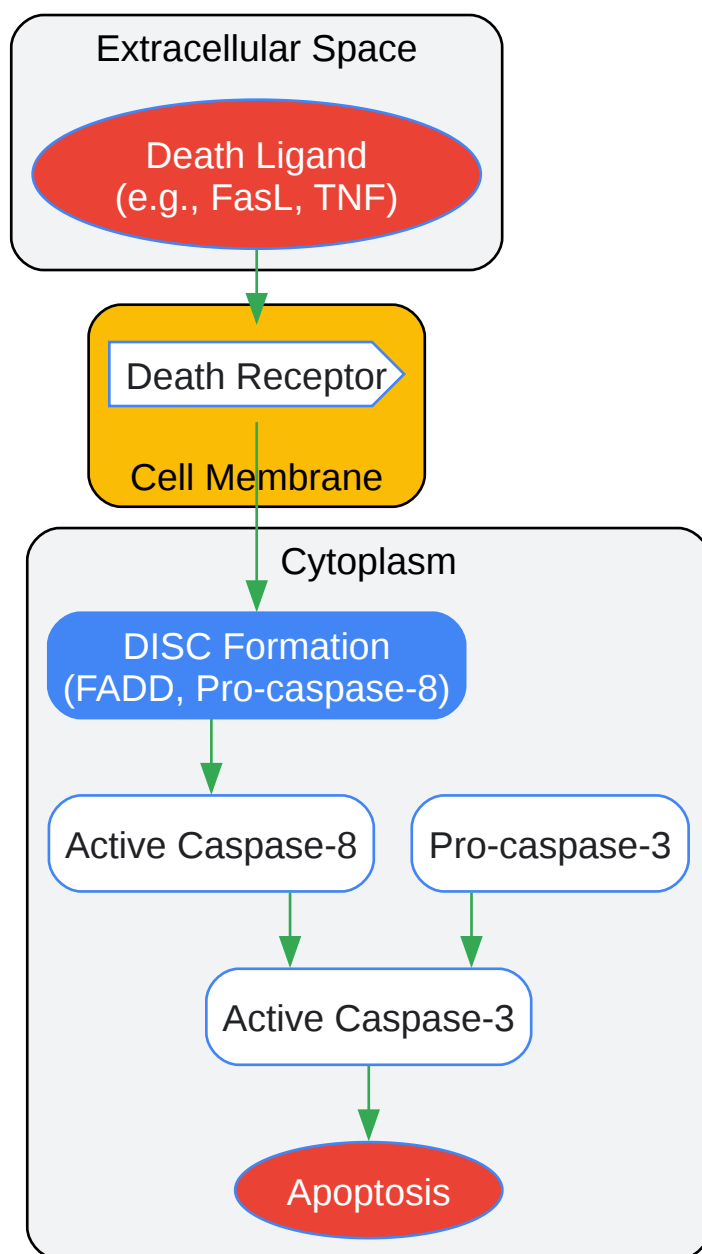 Extracellular Space
Death Ligand
(e.g., FasL, TNF)
Death Receptor
Cell Membrane
Cytoplasm
DISC Formation
(FADD, Pro-caspase-8)
Active Caspase-8
Pro-caspase-3
Active Caspase-3
Apoptosis